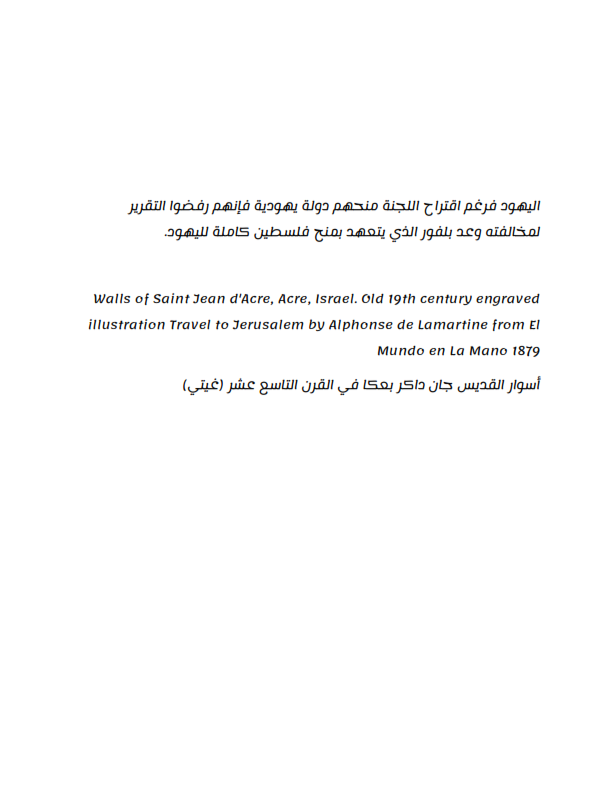 اليهود فرغم اقتراح اللجنة منحهم دولة يهودية فإنهم رفضوا التقرير
لمخالفته وعد بلفور الذي يتعهد بمنح فلسطين كاملة لليهود.
Walls of Saint Jean d'Acre, Acre, Israel. Old 19th century engraved
illustration Travel to Jerusalem by Alphonse de Lamartine from El
Mundo en La Mano 1879
أسوار القديس جان داكر بعكا في القرن التاسع عشر (غيتي)